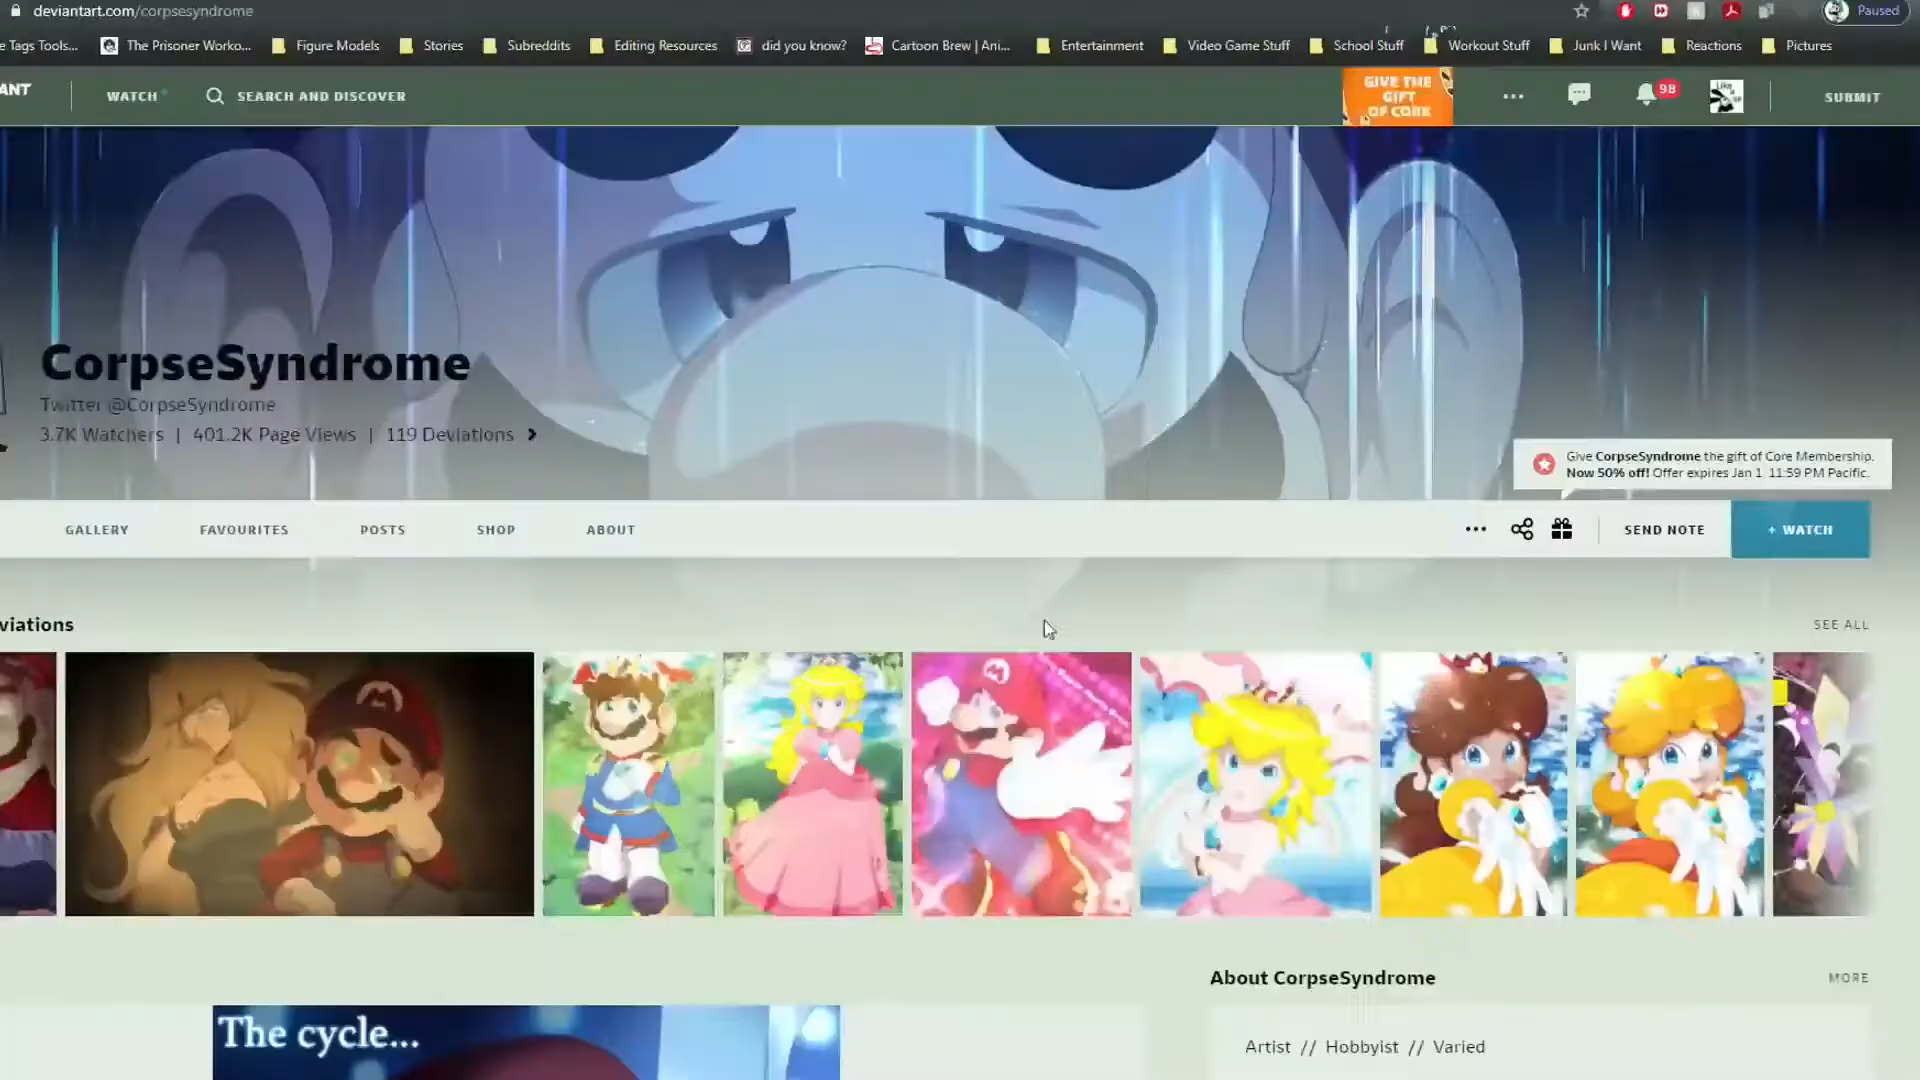 deviantart.com/corpsesyndrome
Paused
e Tags Tools...
The Prisoner Worko...
Figure Models
Stories
Subreddits
Editing Resources
did you know?
Cartoon Brew | Ani...
Entertainment
Video Game Stuff
School Stuff
Workout Stuff
Junk I Want
Reactions
Pictures
ANT
WATCH
SEARCH AND DISCOVER
GIVE THE
GIFT
OF CORE
98
SUBMIT
CorpseSyndrome
Twitter @CorpseSyndrome
3.7K Watchers | 401.2K Page Views | 119 Deviations
Give CorpseSyndrome the gift of Core Membership.
Now 50% off! Offer expires Jan 1, 11:59 PM Pacific.
GALLERY
FAVOURITES
POSTS
SHOP
ABOUT
SEND NOTE
+ WATCH
viations
SEE ALL
About CorpseSyndrome
MORE
The cycle...
Artist // Hobbyist // Varied